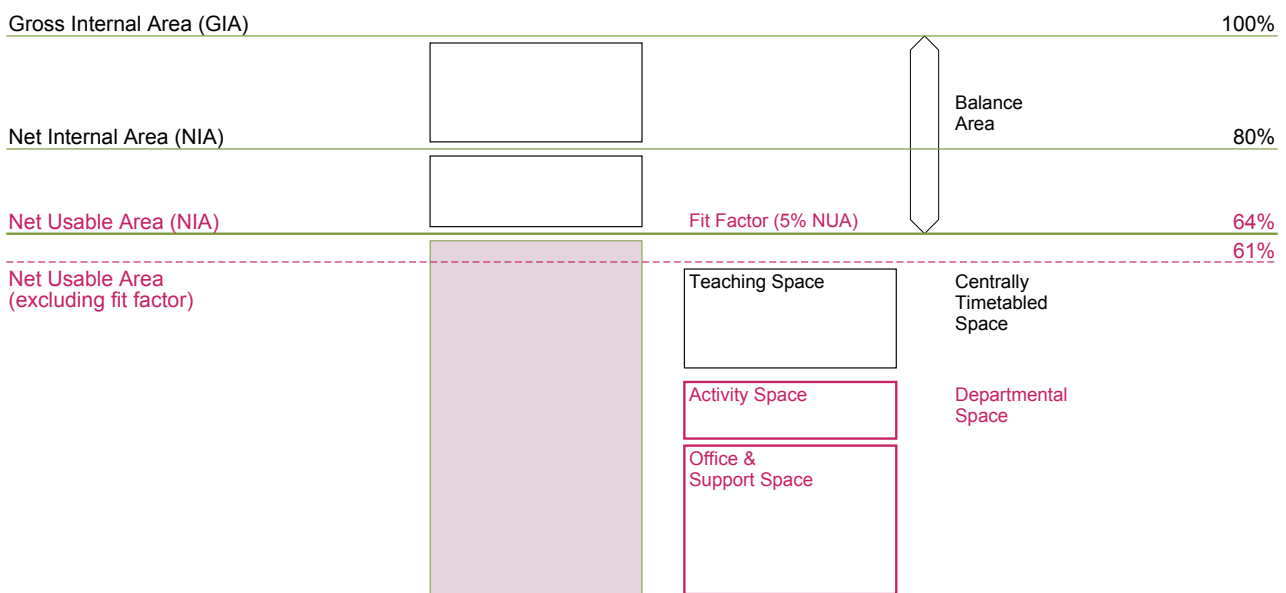 Gross Internal Area (GIA)
100%
Balance
Area
Net Internal Area (NIA)
80%
Net Usable Area (NIA)
Fit Factor (5% NUA)
64%
61%
Net Usable Area
(excluding fit factor)
Teaching Space
Centrally
Timetabled
Space
Activity Space
Departmental
Space
Office &
Support Space